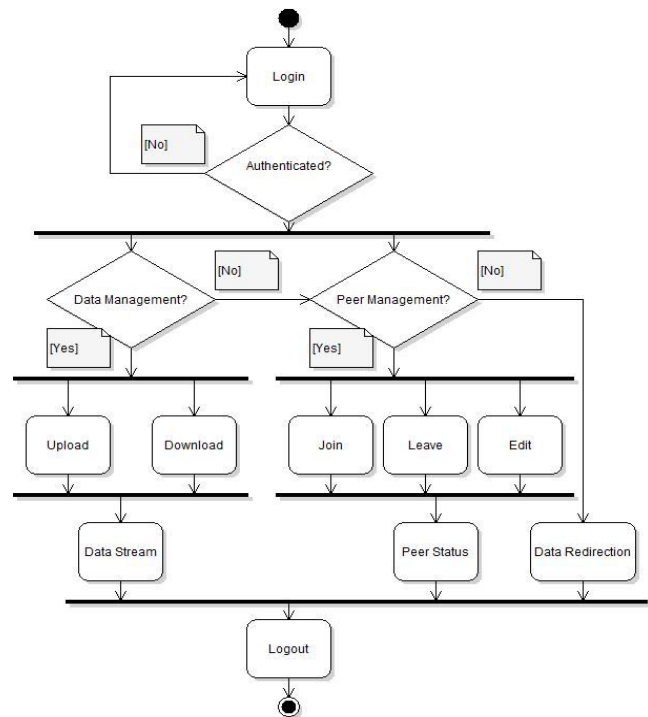 Login
[No]
Authenticated?
[No]
[No]
Data Management?
Peer Management?
[Yes]
[Yes]
Upload
Download
Join
Leave
Edit
Data Stream
Peer Status
Data Redirection
Logout